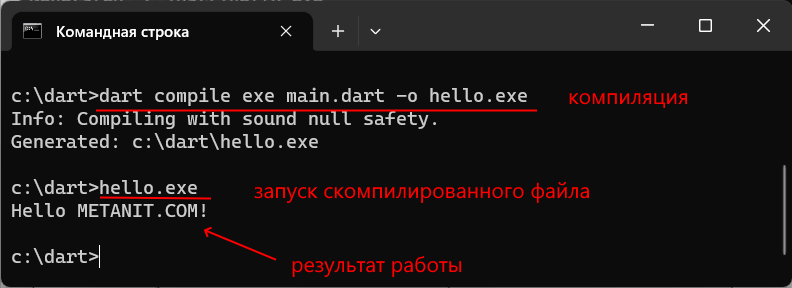 Командная строка
c:\dart>dart compile exe main.dart -o hello.exe компиляция
Info: Compiling with sound null safety.
Generated: c:\dart\hello.exe
c:\dart>hello.exe запуск скомпилированного файла
Hello METANIT.COM!
c:\dart>
результат работы